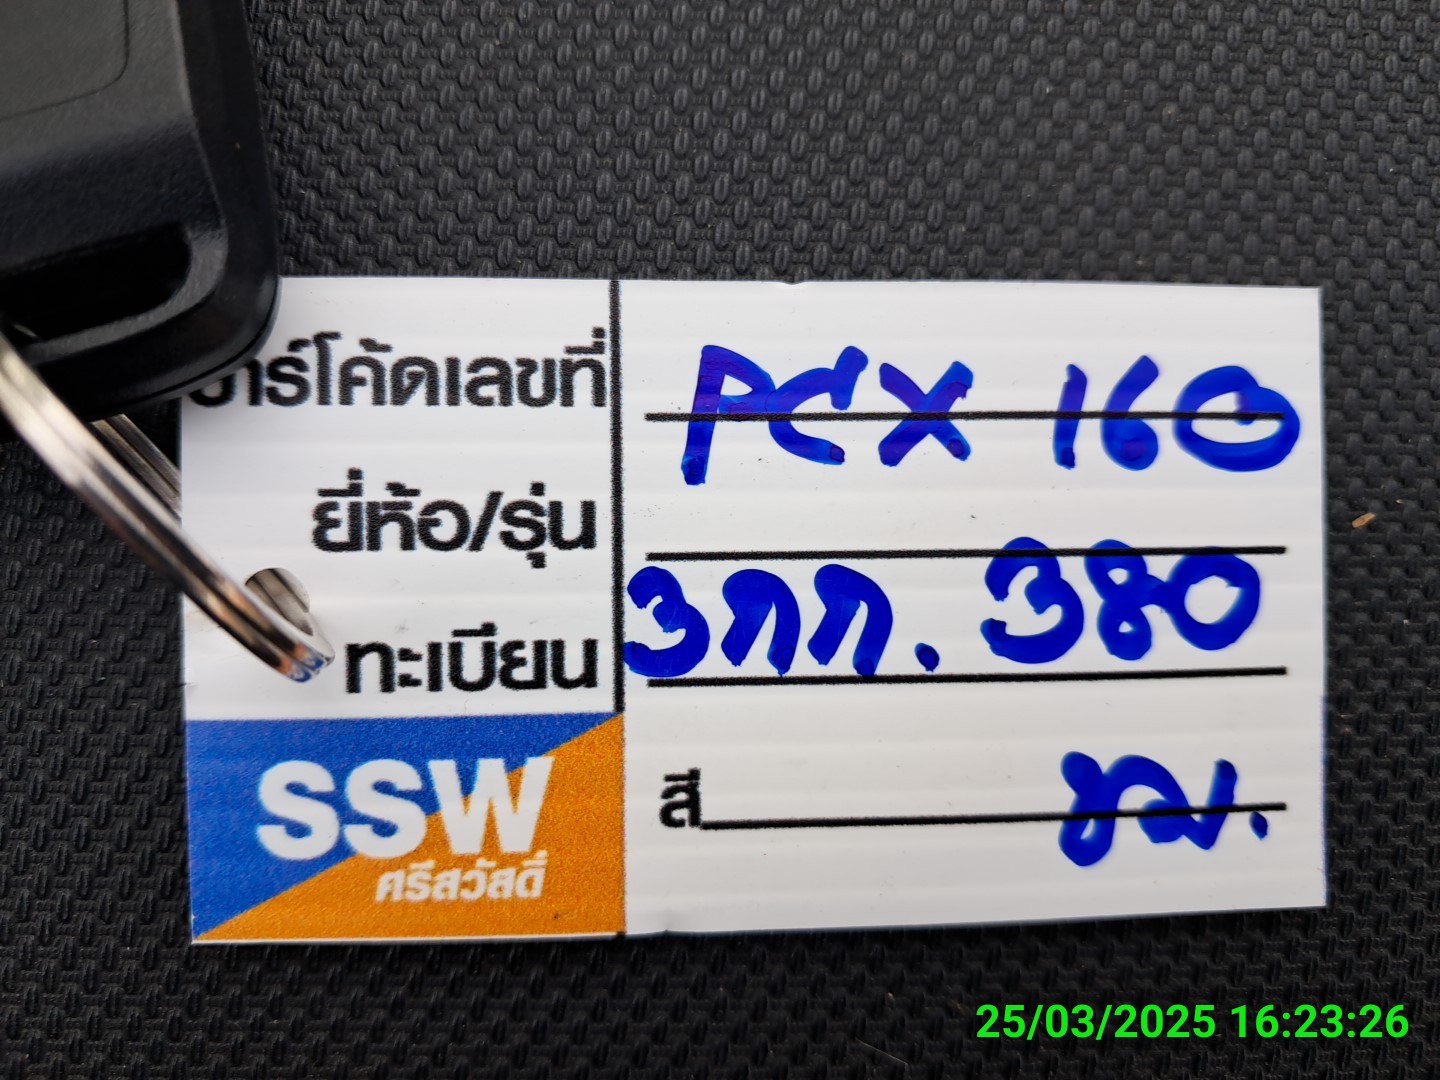 าร์โค้ดเลขที่ PCX 160
ยี่ห้อ/รุ่น
ทะเบียน 3กก. 380
SSW
ศรีสวัสดิ์
สี ขม.
25/03/2025 16:23:26